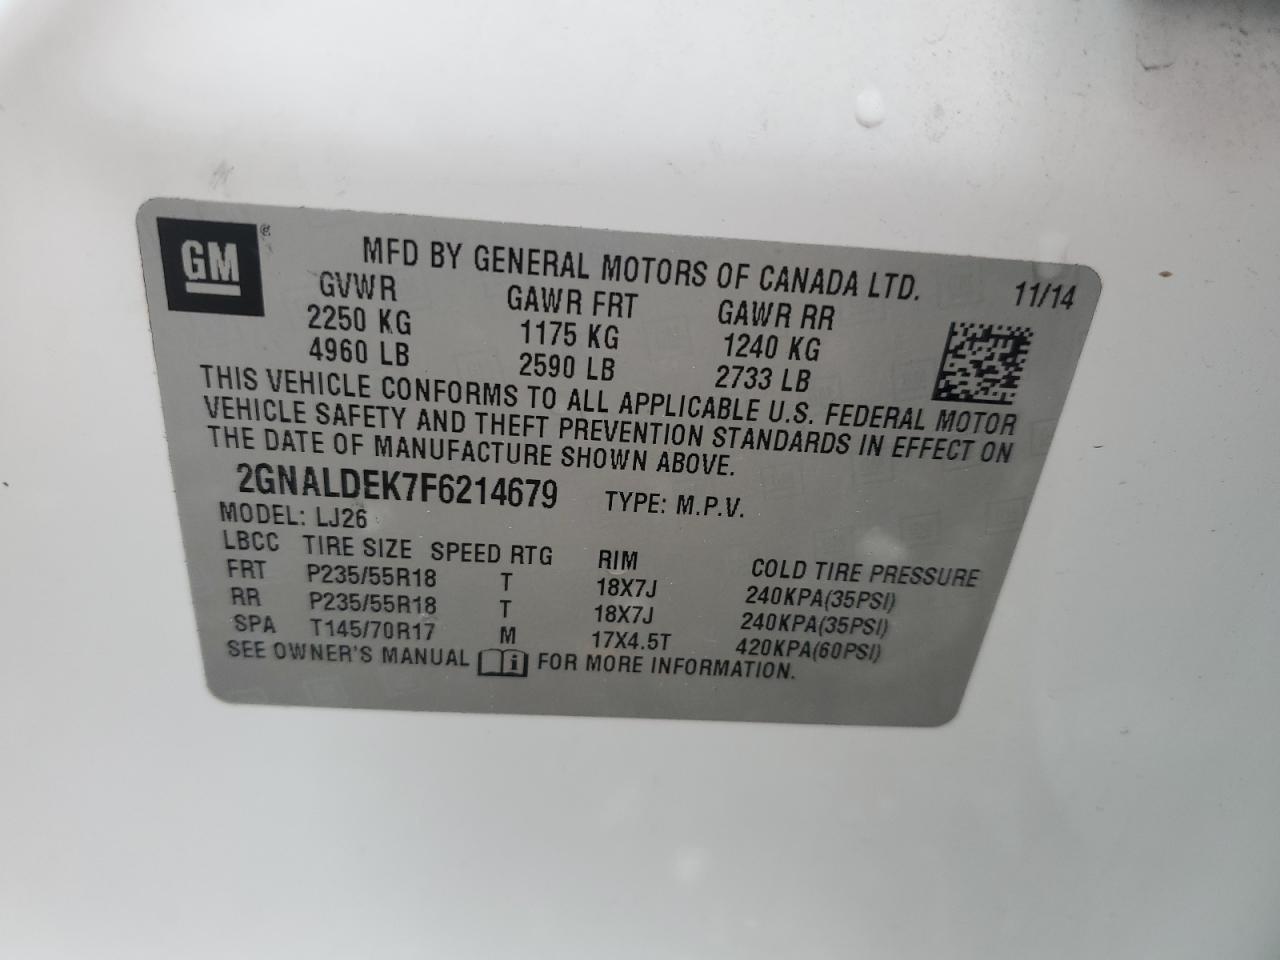 GM ®
MFD BY GENERAL MOTORS OF CANADA LTD. 11/14
GVWR GAWR FRT GAWR RR
2250 KG 1175 KG 1240 KG
4960 LB 2590 LB 2733 LB
THIS VEHICLE CONFORMS TO ALL APPLICABLE U.S. FEDERAL MOTOR
VEHICLE SAFETY AND THEFT PREVENTION STANDARDS IN EFFECT ON
THE DATE OF MANUFACTURE SHOWN ABOVE.
2GNALDEK7F6214679 TYPE: M.P.V.
MODEL: LJ26
LBCC TIRE SIZE SPEED RTG RIM COLD TIRE PRESSURE
FRT P235/55R18 T 18X7J 240KPA(35PSI)
RR P235/55R18 T 18X7J 240KPA(35PSI)
SPA T145/70R17 M 17X4.5T 420KPA(60PSI)
SEE OWNER'S MANUAL i FOR MORE INFORMATION.